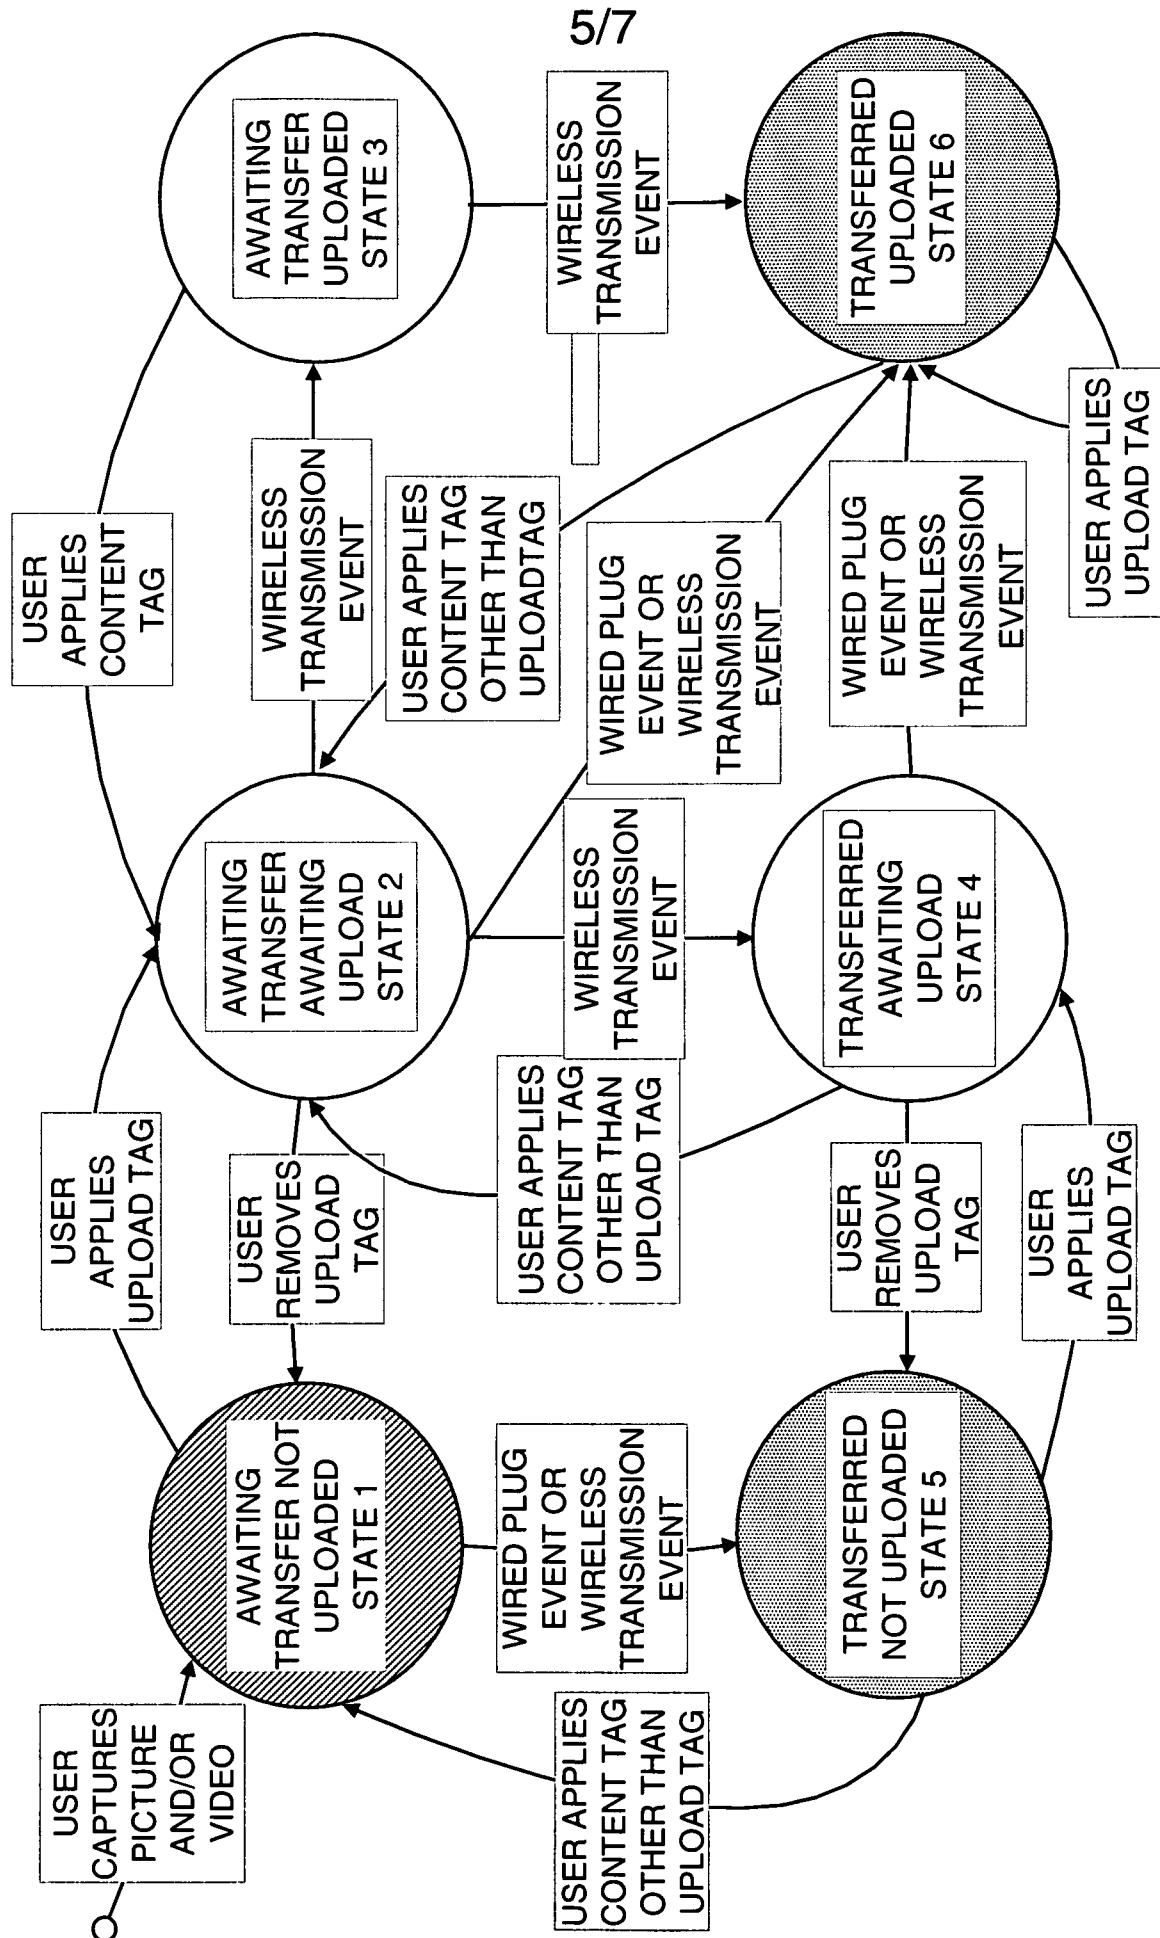 5/7
USER
CAPTURES
PICTURE
AND/OR
VIDEO
AWAITING
TRANSFER NOT
UPLOADED
STATE 1
USER
APPLIES
UPLOAD TAG
USER
REMOVES
UPLOAD
TAG
AWAITING
TRANSFER
AWAITING
UPLOAD
STATE 2
USER
APPLIES
CONTENT
TAG
WIRELESS
TRANSMISSION
EVENT
AWAITING
TRANSFER
UPLOADED
STATE 3
USER APPLIES
CONTENT TAG
OTHER THAN
UPLOAD TAG
WIRED PLUG
EVENT OR
WIRELESS
TRANSMISSION
EVENT
USER APPLIES
CONTENT TAG
OTHER THAN
UPLOAD TAG
WIRELESS
TRANSMISSION
EVENT
WIRED PLUG
EVENT OR
WIRELESS
TRANSMISSION
EVENT
USER APPLIES
CONTENT TAG
OTHER THAN
UPLOADTAG
WIRELESS
TRANSMISSION
EVENT
TRANSFERRED
NOT UPLOADED
STATE 5
USER
REMOVES
UPLOAD
TAG
USER
APPLIES
UPLOAD TAG
TRANSFERRED
AWAITING
UPLOAD
STATE 4
WIRED PLUG
EVENT OR
WIRELESS
TRANSMISSION
EVENT
TRANSFERRED
UPLOADED
STATE 6
USER APPLIES
UPLOAD TAG